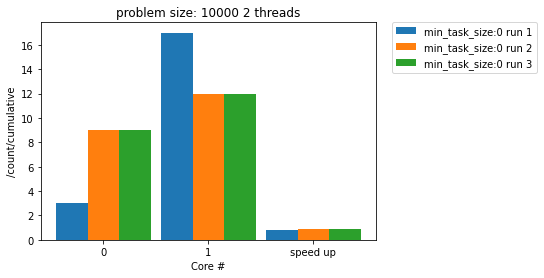 problem size: 10000 2 threads
min_task_size:0 run 1
min_task_size:0 run 2
min_task_size:0 run 3
/count/cumulative
16
14
12
10
8
6
4
2
0
0 1 speed up
Core #